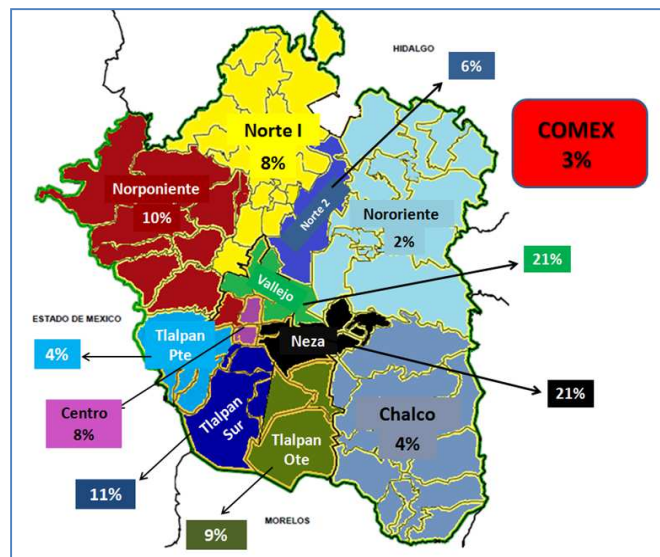 HIDALGO
6%
COMEX
3%
Norte I
8%
Norponiente
10%
Norte 2
Nororiente
2%
Vallejo
21%
ESTADO DE MEXICO
Tlalpan
Pte
Neza
4%
21%
Centro
8%
Tlalpan
Sur
Chalco
4%
Tlalpan
Ote
11%
9%
MORELOS